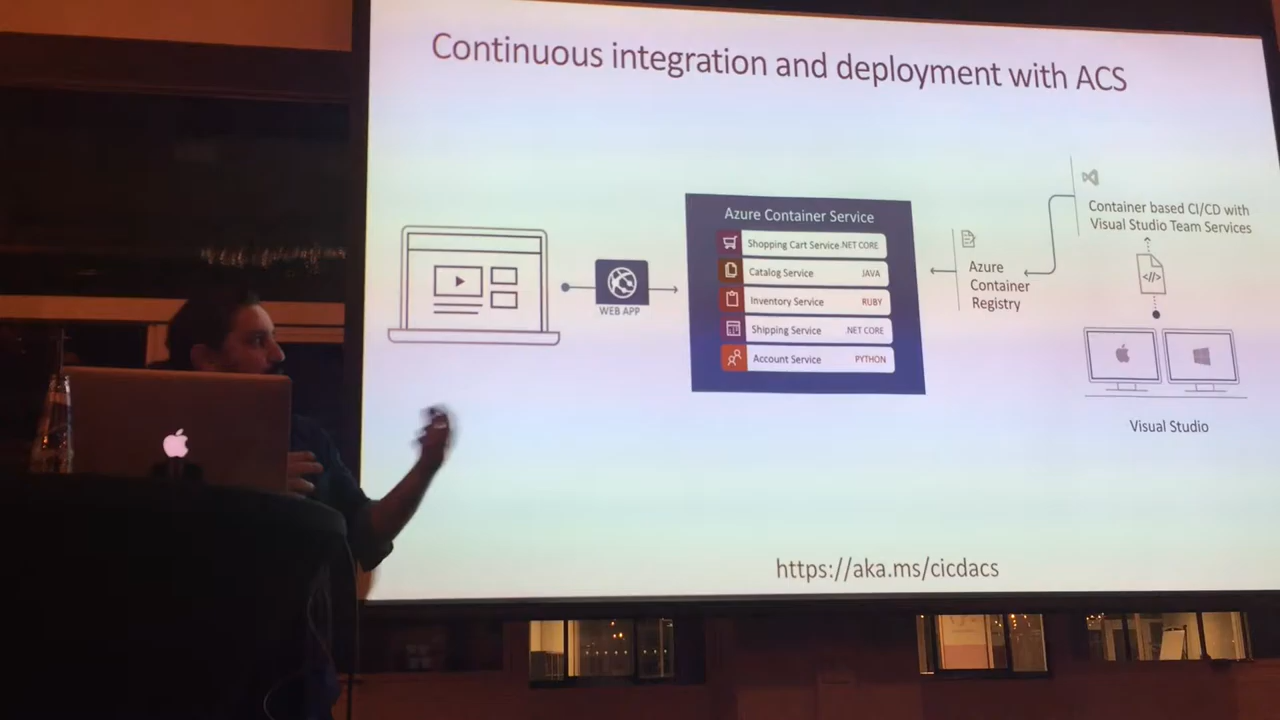 Continuous integration and deployment with ACS
WEB APP
Azure Container Service
Shopping Cart Service .NET CORE
Catalog Service JAVA
Inventory Service RUBY
Shipping Service .NET CORE
Account Service PYTHON
Azure
Container
Registry
Container based CI/CD with
Visual Studio Team Services
</>
Visual Studio
https://aka.ms/cicdacs